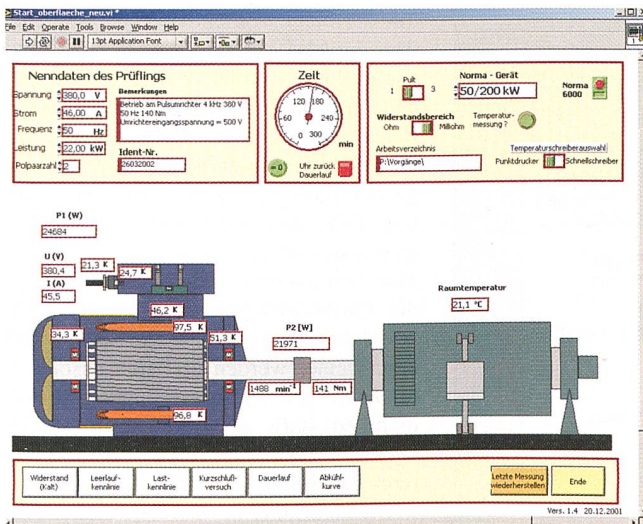 Start_oberflaeche_neu.vi *
File Edit Operate Tools Browse Window Help
13pt Application Font
Nenndaten des Prüflings
Spannung 380,0 V
Strom 46,00 A
Frequenz 50 Hz
Leistung 22,00 kW
Polpaarzahl 2
Bemerkungen
Betrieb am Pulsumrichter 4 kHz 380 V
50 Hz 140 Nm
Umrichtereingangsspannung = 500 V
Ident-Nr.
26032002
Zeit
120 180
60 240
0 300
min
=0
Uhr zurück
Dauerlauf
Pult
1 3
Norma - Gerät
50/200 kW
Norma
6000
Widerstandsbereich
Ohm Milliohm
Temperatur-
messung ?
Arbeitsverzeichnis
P:\Vorgänge\
Temperaturschreiberauswahl
Punktdrucker Schnellschreiber
P1 (W)
24684
U (V)
380,4
I (A)
45,5
21,3 K
24,7 K
46,2 K
34,3 K
97,5 K
51,3 K
96,8 K
P2 [W]
21971
1488 min⁻¹
141 Nm
Raumtemperatur
21,1 °C
Widerstand
(Kalt)
Leerlauf-
kennlinie
Last-
kennlinie
Kurzschluß-
versuch
Dauerlauf
Abkühl-
kurve
Letzte Messung
wiederherstellen
Ende
Vers. 1.4 20.12.2001